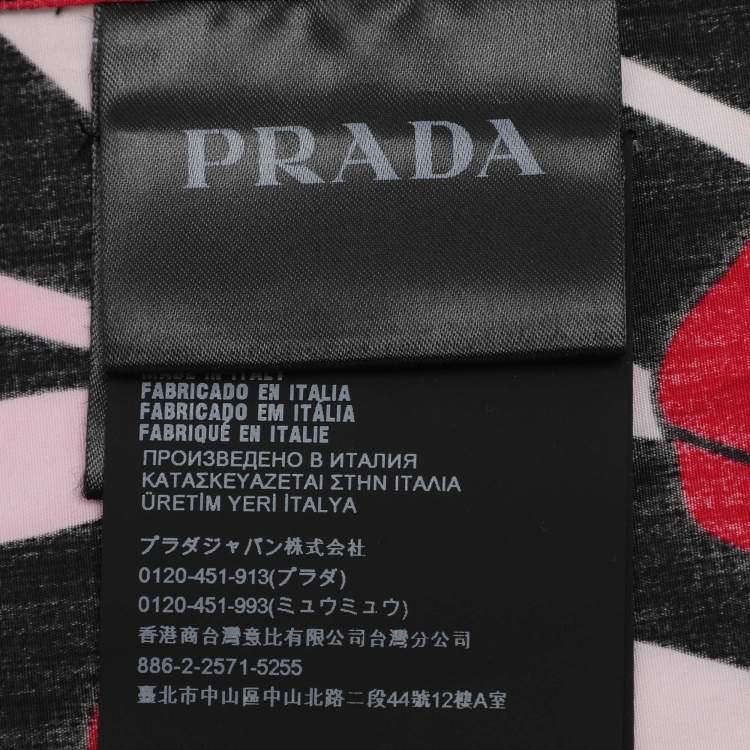 PRADA
MADE IN ITALY
FABRICADO EN ITALIA
FABRICADO EM ITÁLIA
FABRIQUÉ EN ITALIE
ПРОИЗВЕДЕНО В ИТАЛИЯ
ΚΑΤΑΣΚΕΥΑΖΕΤΑΙ ΣΤΗΝ ΙΤΑΛΙΑ
ÜRETİM YERİ İTALYA
プラダジャパン株式会社
0120-451-913(プラダ)
0120-451-993(ミュウミュウ)
香港商台灣意比有限公司台灣分公司
886-2-2571-5255
臺北市中山區中山北路二段44號12樓A室